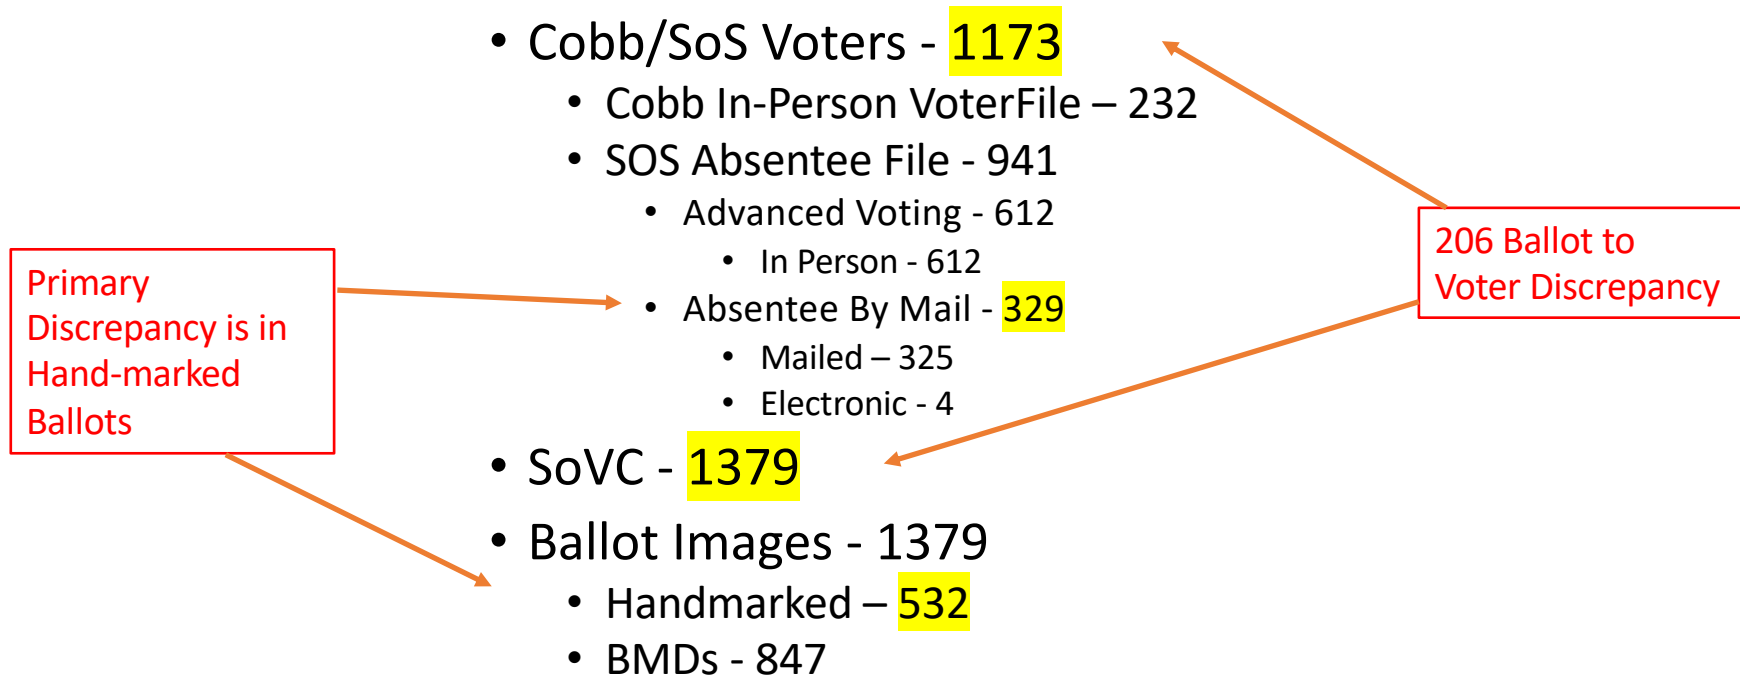 • Cobb/SoS Voters - 1173
• Cobb In-Person VoterFile – 232
• SOS Absentee File - 941
• Advanced Voting - 612
• In Person - 612
• Absentee By Mail - 329
• Mailed – 325
• Electronic - 4
• SoVC - 1379
• Ballot Images - 1379
• Handmarked – 532
• BMDs - 847
Primary
Discrepancy is in
Hand-marked
Ballots
206 Ballot to
Voter Discrepancy